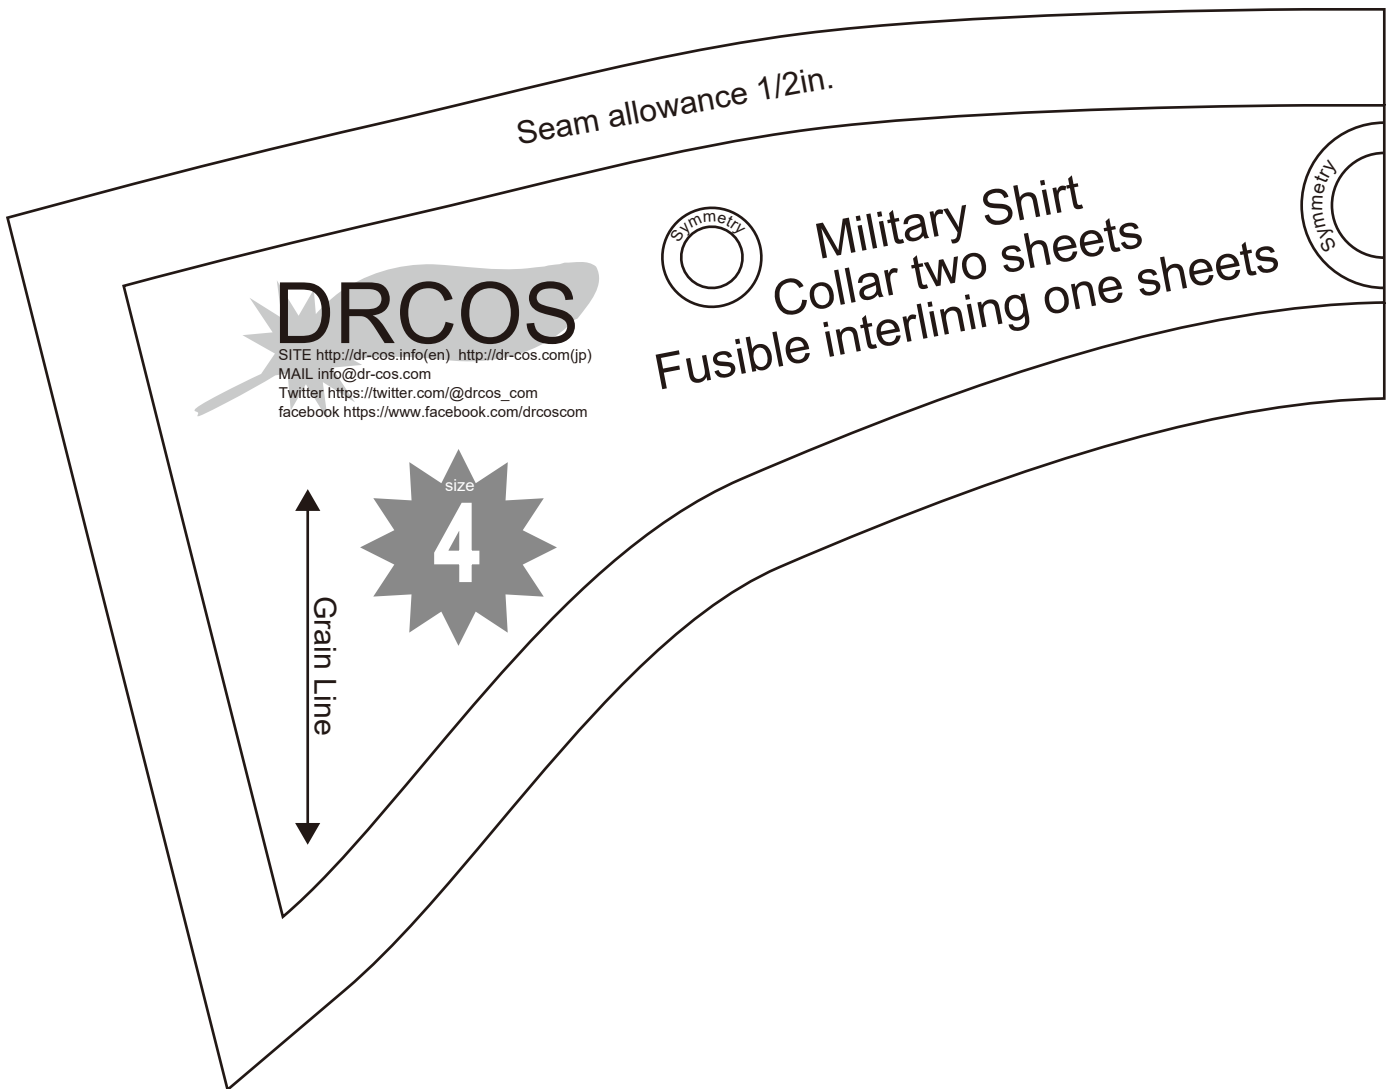 Seam allowance 1/2in.
Symmetry
Symmetry
Military Shirt
Collar two sheets
Fusible interlining one sheets
DRCOS
SITE http://dr-cos.info(en)  http://dr-cos.com(jp)
MAIL info@dr-cos.com
Twitter https://twitter.com/@drcos_com
facebook https://www.facebook.com/drcoscom
size
4
Grain Line